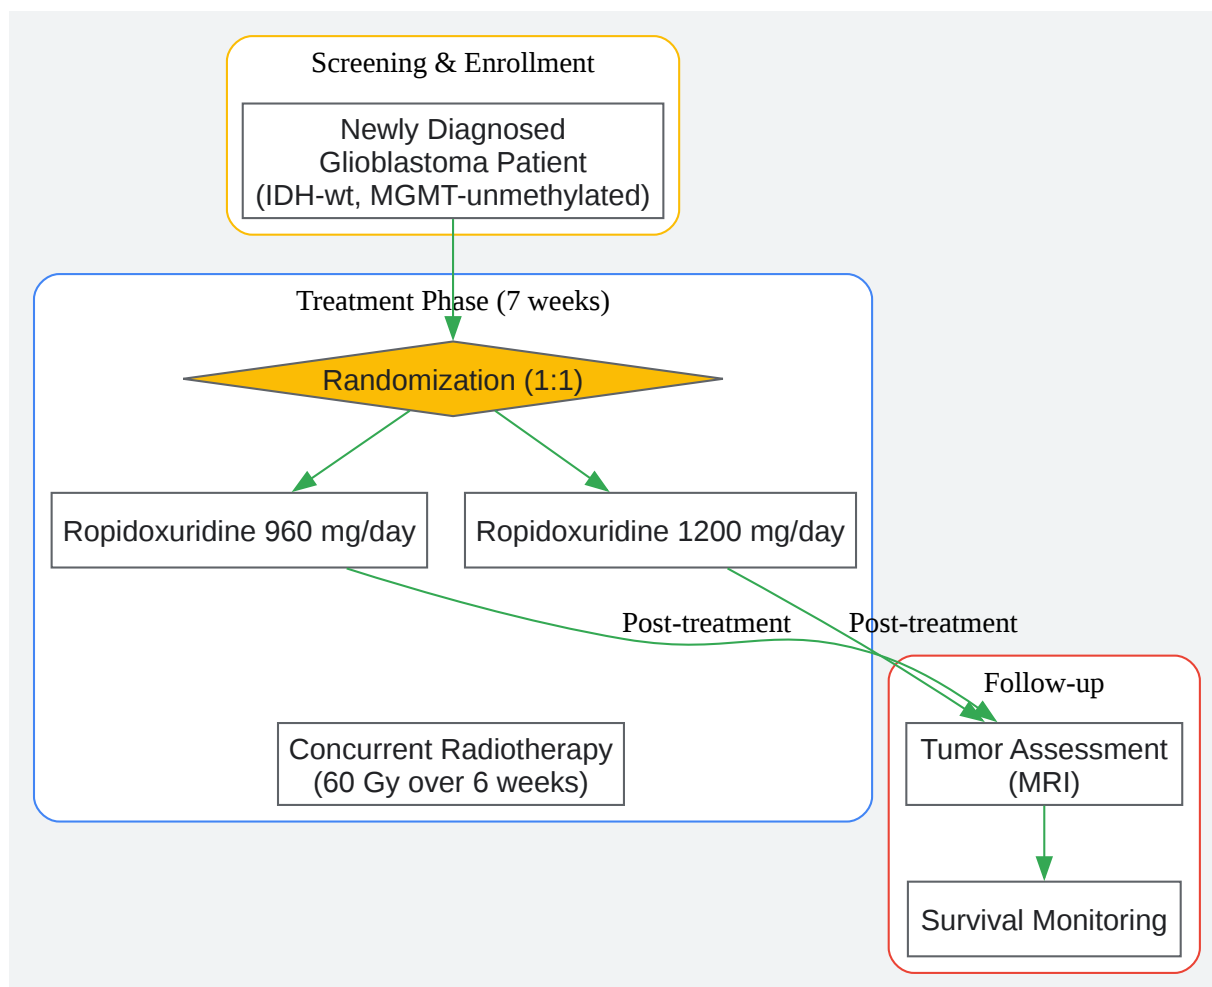 Screening & Enrollment
Newly Diagnosed
Glioblastoma Patient
(IDH-wt, MGMT-unmethylated)
Treatment Phase (7 weeks)
Randomization (1:1)
Ropidoxuridine 960 mg/day
Ropidoxuridine 1200 mg/day
Post-treatment
Post-treatment
Concurrent Radiotherapy
(60 Gy over 6 weeks)
Follow-up
Tumor Assessment
(MRI)
Survival Monitoring